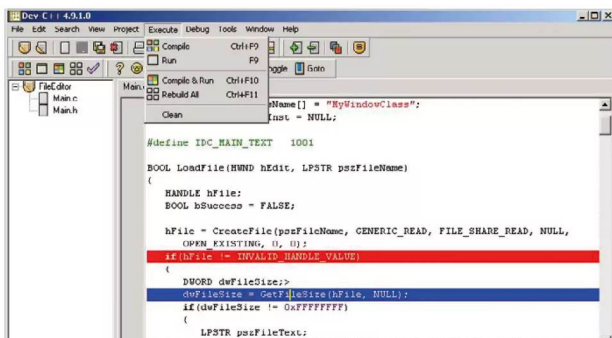 Dev-C++ 4.9.1.0
File Edit Search View Project Execute Debug Tools Window Help
Compile Ctrl+F9
Run F9
Compile & Run Ctrl+F10
Rebuild All Ctrl+F11
Clean
Goto
FileEditor
Main.c
Main.h
Name[] = "MyWindowClass";
Inst = NULL;
#define IDC_MAIN_TEXT 1001
BOOL LoadFile(HWND hEdit, LPSTR pszFileName)
{
HANDLE hFile;
BOOL bSuccess = FALSE;
hFile = CreateFile(pszFileName, GENERIC_READ, FILE_SHARE_READ, NULL,
OPEN_EXISTING, 0, 0);
if(hFile != INVALID_HANDLE_VALUE)
{
DWORD dwFileSize;>
dwFileSize = GetFileSize(hFile, NULL);
if(dwFileSize != 0xFFFFFFFF)
{
LPSTR pszFileText;